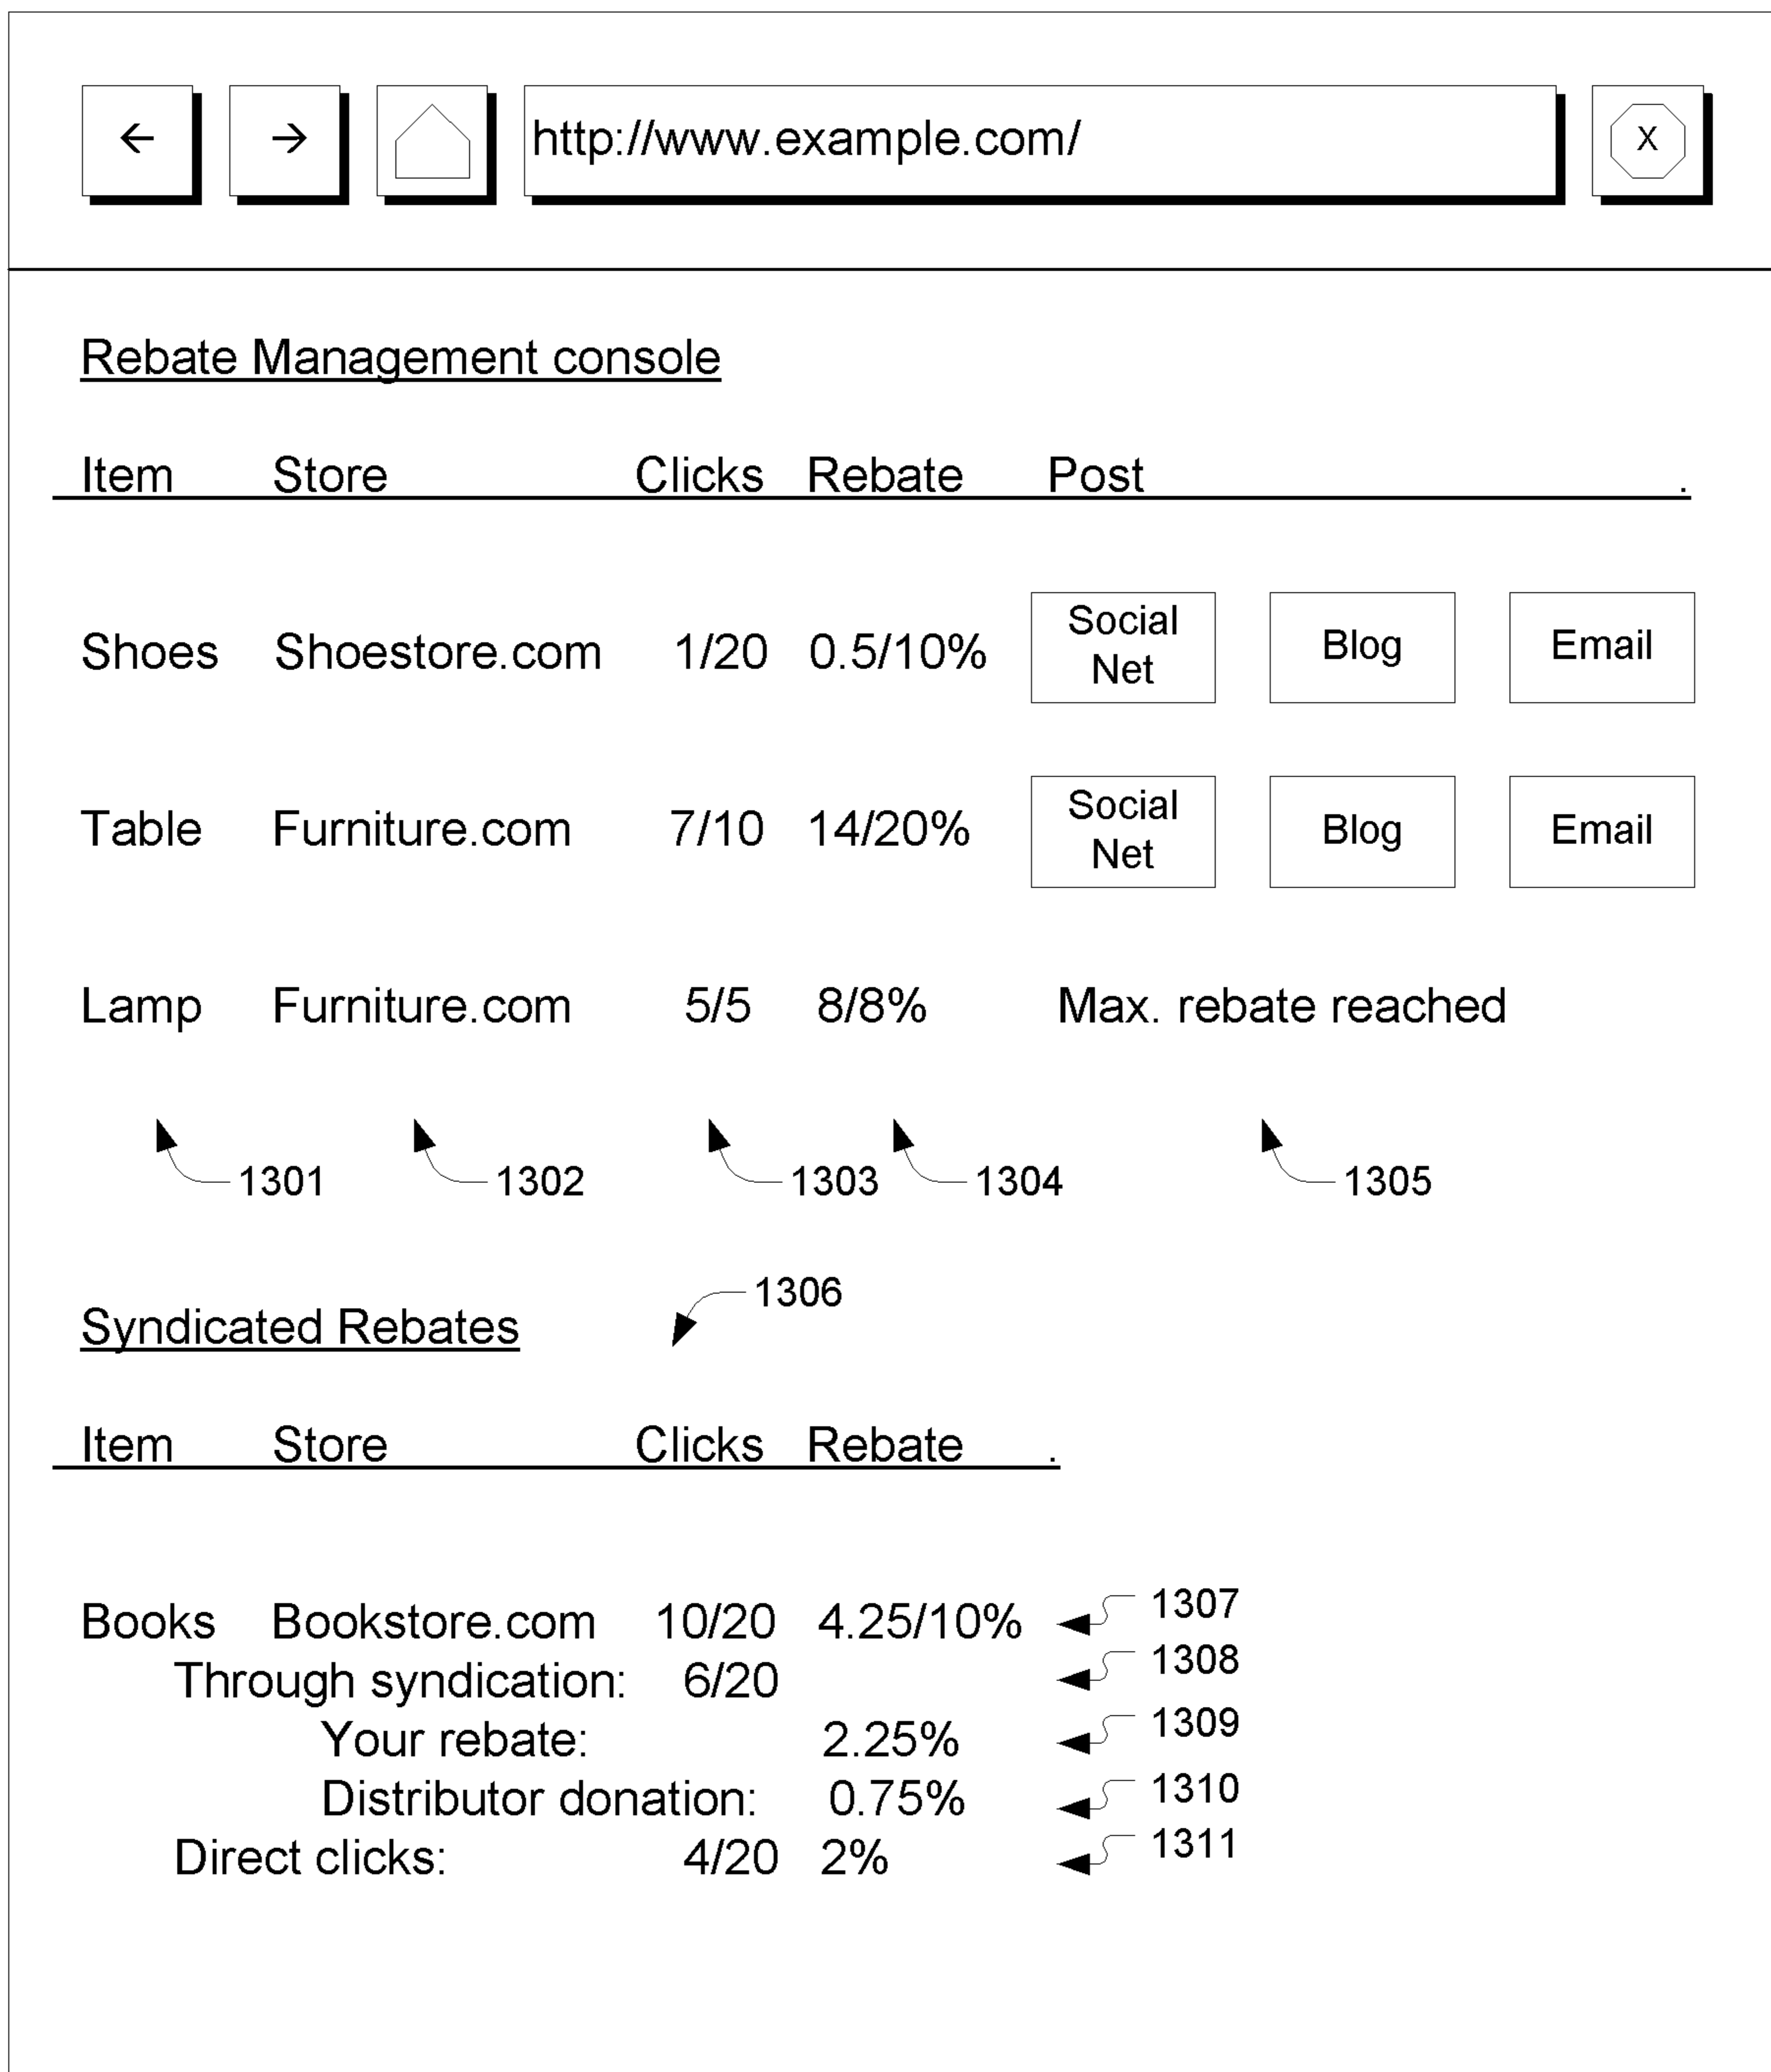 ← → http://www.example.com/ X
Rebate Management console
Item Store Clicks Rebate Post .
Shoes Shoestore.com 1/20 0.5/10% Social Net Blog Email
Table Furniture.com 7/10 14/20% Social Net Blog Email
Lamp Furniture.com 5/5 8/8% Max. rebate reached
1301 1302 1303 1304 1305
1306
Syndicated Rebates
Item Store Clicks Rebate .
Books Bookstore.com 10/20 4.25/10% 1307
Through syndication: 6/20 1308
Your rebate: 2.25% 1309
Distributor donation: 0.75% 1310
Direct clicks: 4/20 2% 1311